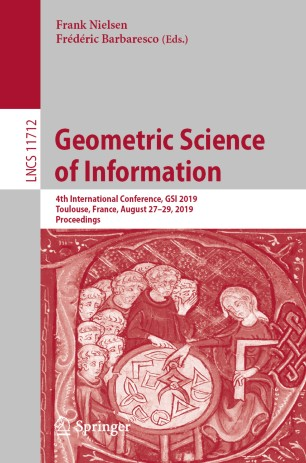 Frank Nielsen
Frédéric Barbaresco (Eds.)
LNCS 11712
Geometric Science
of Information
4th International Conference, GSI 2019
Toulouse, France, August 27–29, 2019
Proceedings
Springer